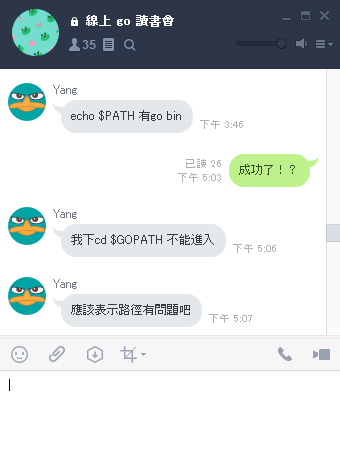 線上 go 讀書會
35
Yang
echo $PATH 有go bin
下午 3:46
已讀 26
下午 5:03
成功了！？
Yang
我下cd $GOPATH 不能進入
下午 5:06
Yang
應該表示路徑有問題吧
下午 5:07